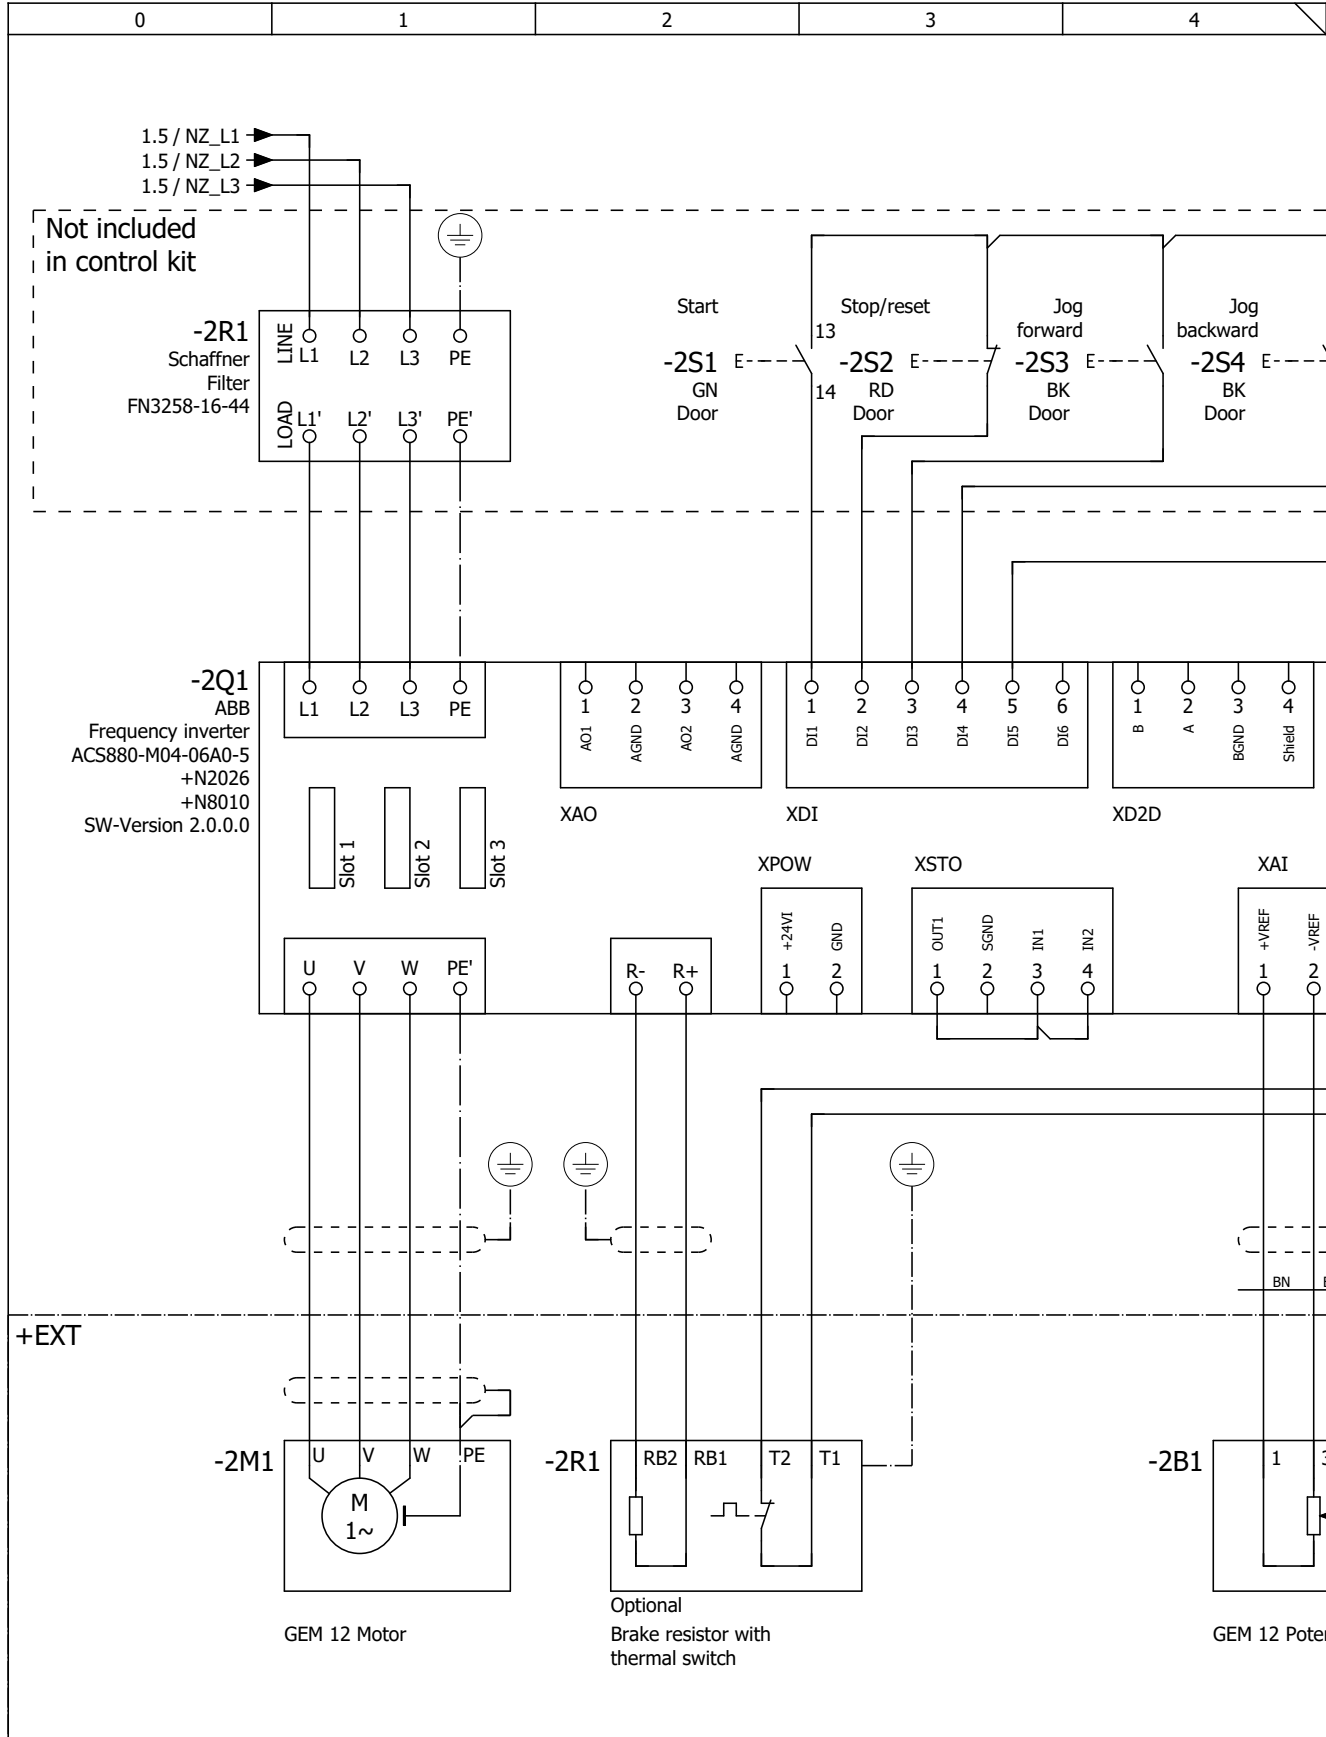 0 1 2 3 4
1.5 / NZ_L1
1.5 / NZ_L2
1.5 / NZ_L3
Not included
in control kit
-2R1
Schaffner
Filter
FN3258-16-44
LINE
L1 L2 L3 PE
LOAD
L1' L2' L3' PE'
Start
-2S1
GN
Door
E
13
14
Stop/reset
-2S2
RD
Door
E
Jog
forward
-2S3
BK
Door
E
Jog
backward
-2S4
BK
Door
E
-2Q1
ABB
Frequency inverter
ACS880-M04-06A0-5
+N2026
+N8010
SW-Version 2.0.0.0
L1 L2 L3 PE
1 2 3 4
AO1 AGND AO2 AGND
XAO
1 2 3 4 5 6
DI1 DI2 DI3 DI4 DI5 DI6
XDI
1 2 3 4
B A BGND Shield
XD2D
Slot 1 Slot 2 Slot 3
XPOW
+24VI GND
1 2
XSTO
OUT1 SGND IN1 IN2
1 2 3 4
XAI
+VREF -VREF
1 2
U V W PE'
R- R+
BN
+EXT
-2M1
U V W PE
M
1~
GEM 12 Motor
-2R1
RB2 RB1 T2 T1
Optional
Brake resistor with
thermal switch
-2B1
1
GEM 12 Poter